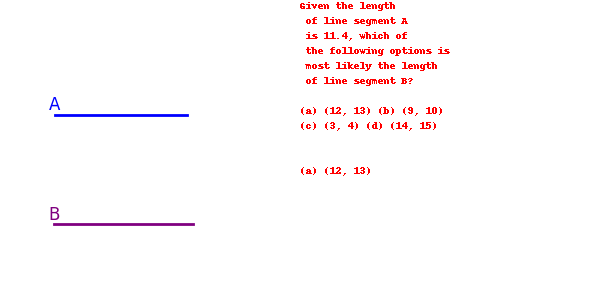 Given the length
of line segment A
is 11.4, which of
the following options is
most likely the length
of line segment B?
(a) (12, 13) (b) (9, 10)
(c) (3, 4) (d) (14, 15)
(a) (12, 13)
A
B